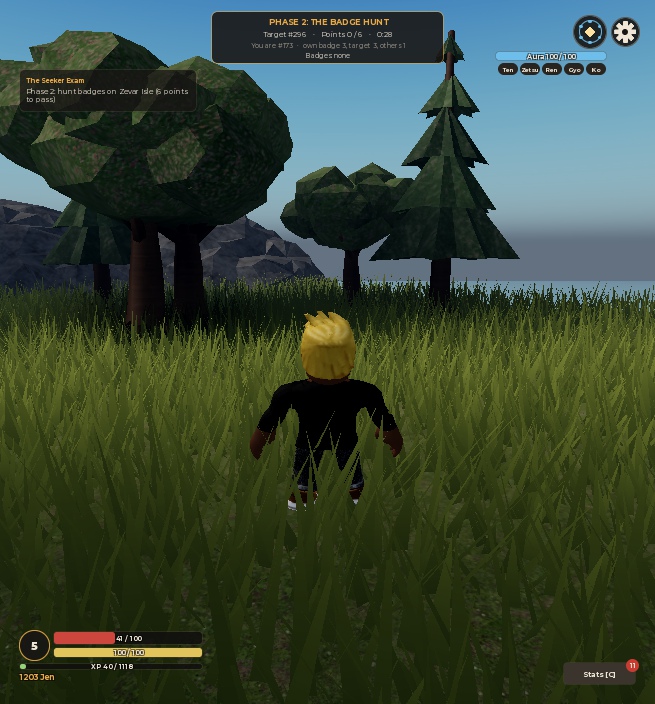 PHASE 2: THE BADGE HUNT
Target #296 · Points 0 / 6 · 0:28
You are #173 · own badge 3, target 3, others 1
Badges none
Aura 100 / 100
Ten Zetsu Ren Gyo Ko
The Seeker Exam
Phase 2: hunt badges on Zevar Isle (6 points
to pass)
5
41 / 100
100 / 100
XP 40 / 1118
1203 Jen
Stats [C]
11